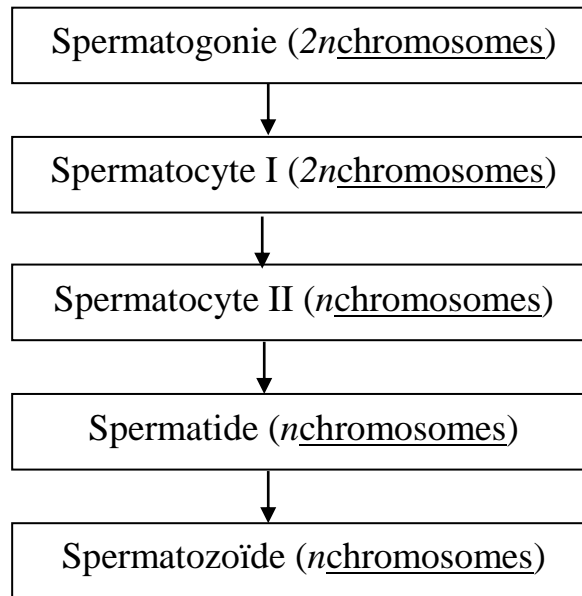 Spermatogonie (2nchromosomes)
Spermatocyte I (2nchromosomes)
Spermatocyte II (nchromosomes)
Spermatide (nchromosomes)
Spermatozoïde (nchromosomes)